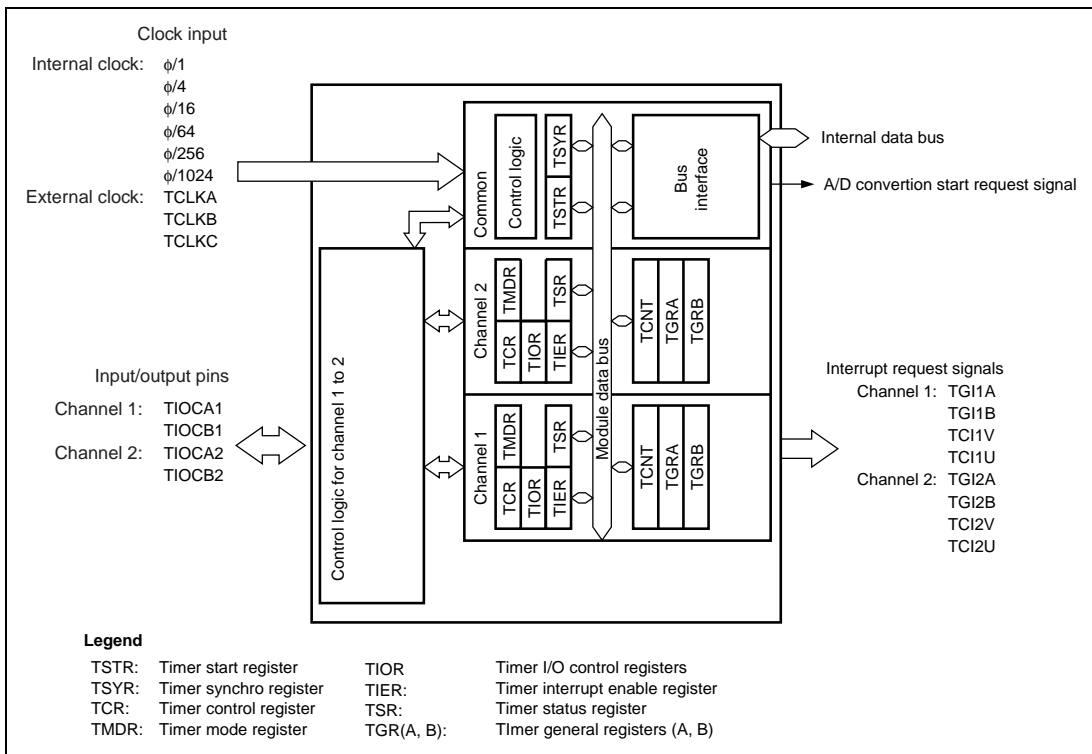 Clock input
Internal clock: ϕ/1
ϕ/4
ϕ/16
ϕ/64
ϕ/256
ϕ/1024
External clock: TCLKA
TCLKB
TCLKC
Input/output pins
Channel 1: TIOCA1
TIOCB1
Channel 2: TIOCA2
TIOCB2
Control logic for channel 1 to 2
Common
Control logic
TSYR
TSTR
Bus
interface
Channel 2
TMDR
TSR
TCR
TIOR
TIER
TCNT
TGRA
TGRB
Channel 1
TMDR
TSR
TCR
TIOR
TIER
TCNT
TGRA
TGRB
Module data bus
Internal data bus
A/D convertion start request signal
Interrupt request signals
Channel 1: TGI1A
TGI1B
TCI1V
TCI1U
Channel 2: TGI2A
TGI2B
TCI2V
TCI2U
Legend
TSTR: Timer start register
TSYR: Timer synchro register
TCR: Timer control register
TMDR: Timer mode register
TIOR Timer I/O control registers
TIER: Timer interrupt enable register
TSR: Timer status register
TGR(A, B): TImer general registers (A, B)